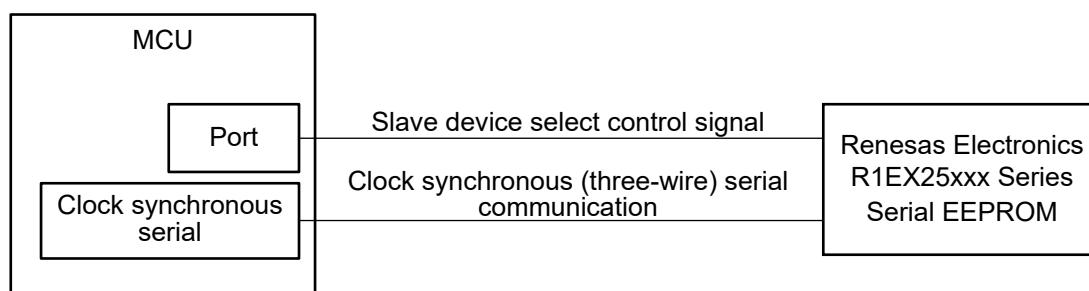 MCU
Port
Slave device select control signal
Clock synchronous (three-wire) serial
communication
Clock synchronous
serial
Renesas Electronics
R1EX25xxx Series
Serial EEPROM